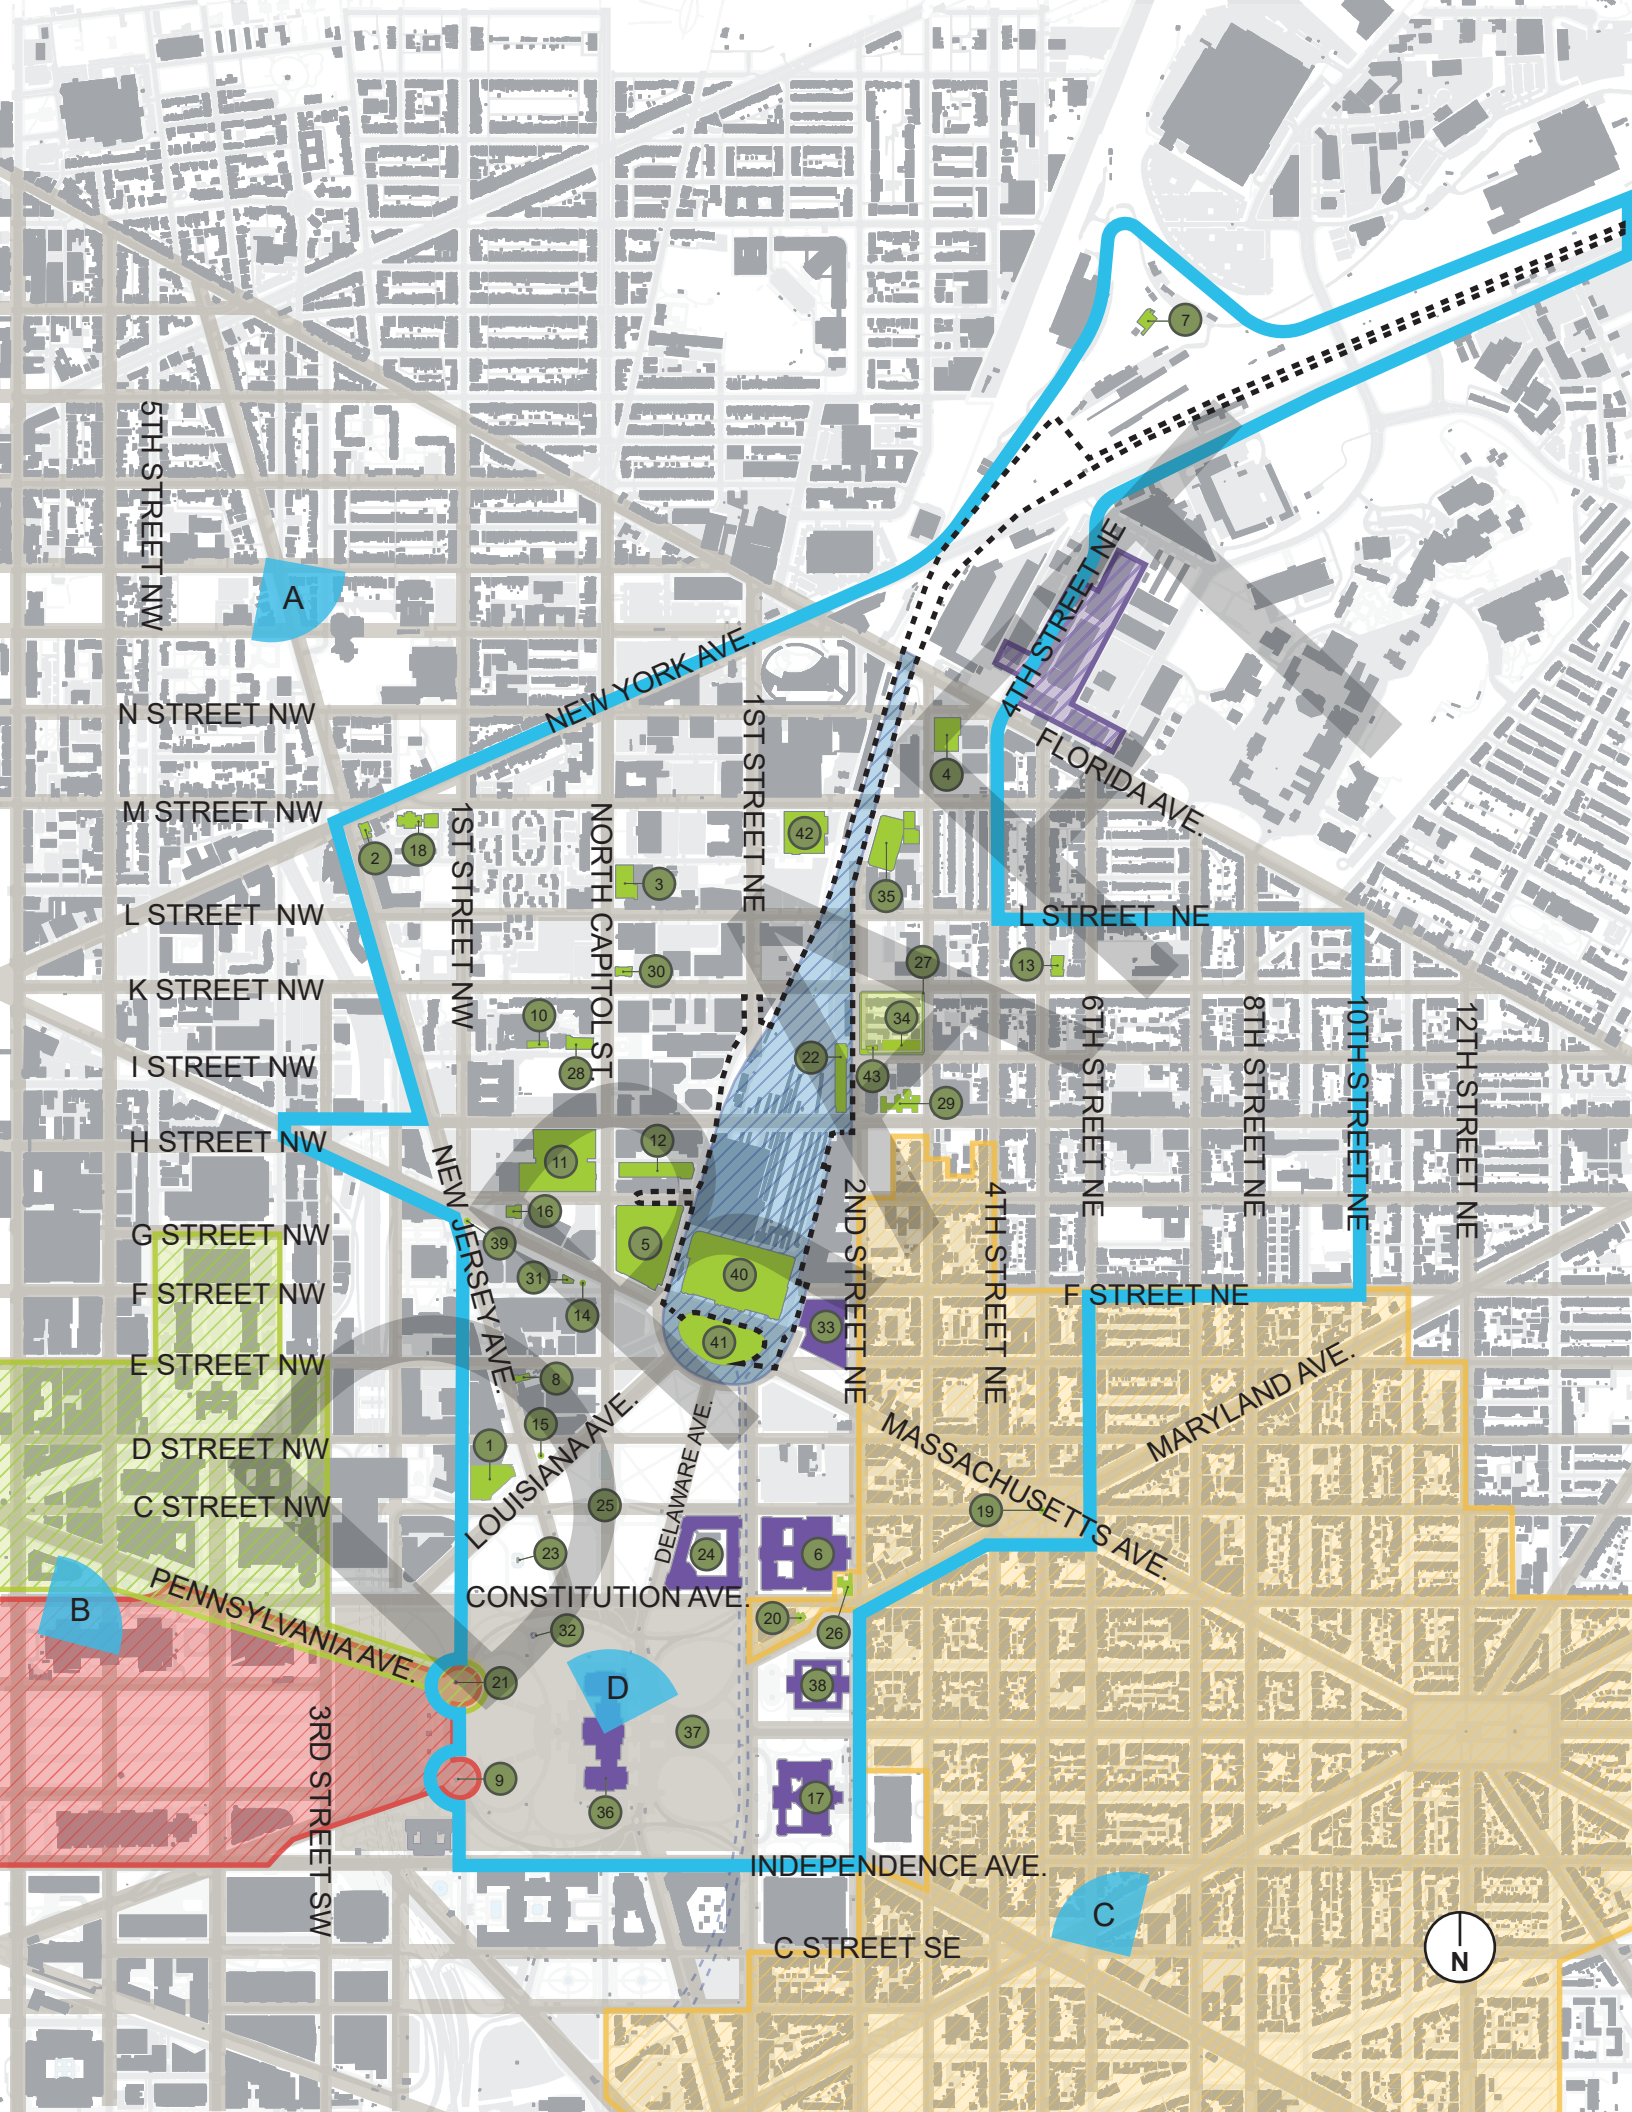 7
5TH STREET NW
A
4TH STREET NE
NEW YORK AVE.
N STREET NW
1ST STREET NE
FLORIDA AVE.
4
M STREET NW
1ST STREET NW
NORTH CAPITOL ST.
42
2
18
3
35
L STREET NW
L STREET NE
27
13
30
K STREET NW
10
34
6TH STREET NE
8TH STREET NE
10TH STREET NE
12TH STREET NE
I STREET NW
28
22
43
29
H STREET NW
NEW JERSEY AVE.
11
12
2ND STREET NE
4TH STREET NE
16
G STREET NW
39
5
31
40
F STREET NW
F STREET NE
14
33
41
E STREET NW
8
MARYLAND AVE.
15
LOUISIANA AVE.
DELAWARE AVE.
MASSACHUSETTS AVE.
D STREET NW
1
C STREET NW
25
19
23
24
6
PENNSYLVANIA AVE.
CONSTITUTION AVE.
B
20
26
32
21
D
38
3RD STREET SW
37
9
17
36
INDEPENDENCE AVE.
C
C STREET SE
N
DRAFT